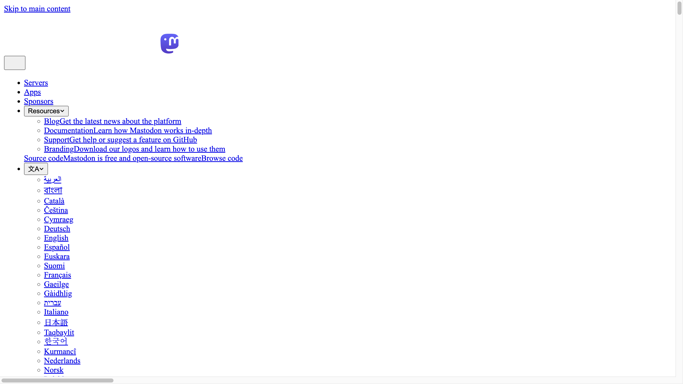 Skip to main content
Servers
Apps
Sponsors
Resources
BlogGet the latest news about the platform
DocumentationLearn how Mastodon works in-depth
SupportGet help or suggest a feature on GitHub
BrandingDownload our logos and learn how to use them
Source codeMastodon is free and open-source softwareBrowse code
文A
العربية
বাংলা
Català
Čeština
Cymraeg
Deutsch
English
Español
Euskara
Suomi
Français
Gaeilge
Gàidhlig
עברית
Italiano
日本語
Taqbaylit
한국어
Kurmancî
Nederlands
Norsk